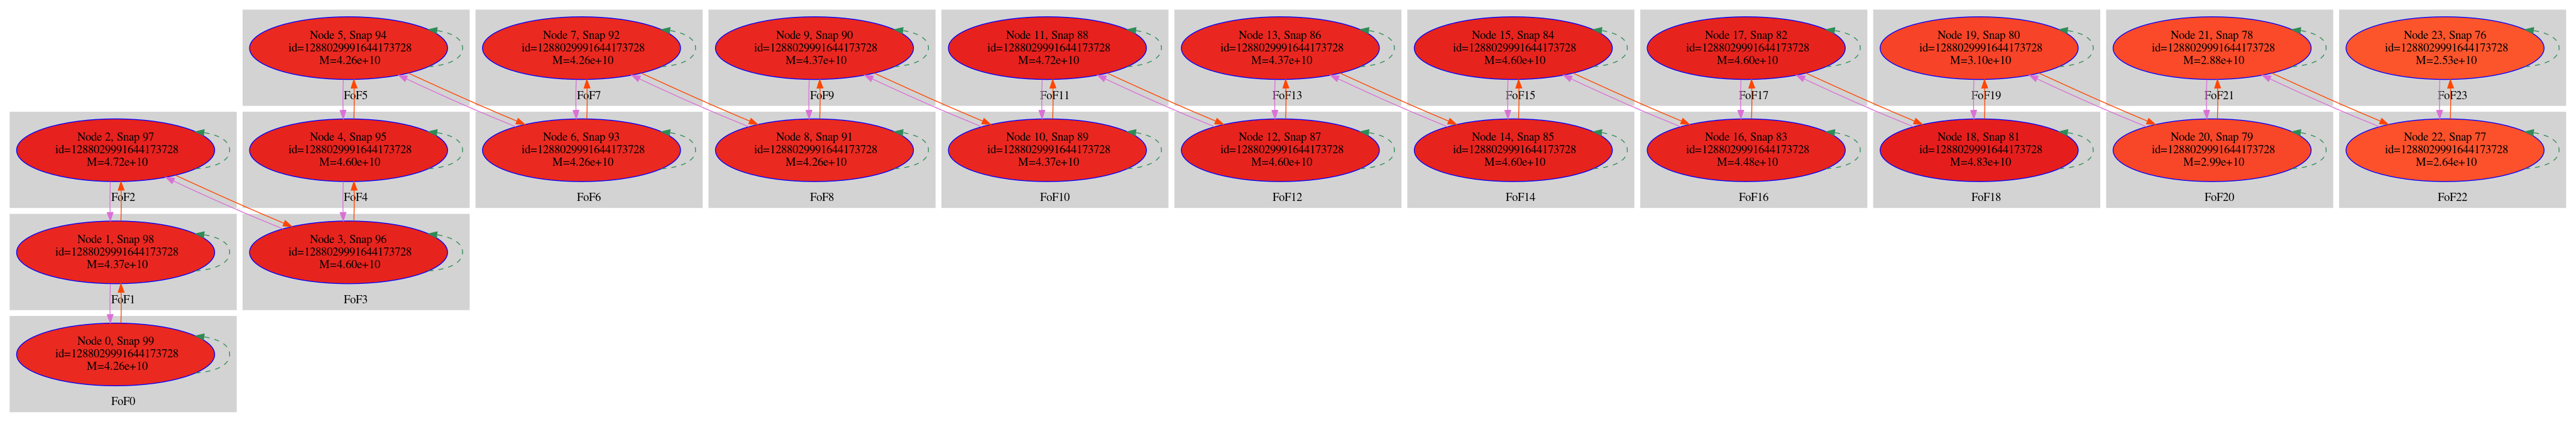 Node 5, Snap 94
id=1288029991644173728
M=4.26e+10
FoF5
Node 7, Snap 92
id=1288029991644173728
M=4.26e+10
FoF7
Node 9, Snap 90
id=1288029991644173728
M=4.37e+10
FoF9
Node 11, Snap 88
id=1288029991644173728
M=4.72e+10
FoF11
Node 13, Snap 86
id=1288029991644173728
M=4.37e+10
FoF13
Node 15, Snap 84
id=1288029991644173728
M=4.60e+10
FoF15
Node 17, Snap 82
id=1288029991644173728
M=4.60e+10
FoF17
Node 19, Snap 80
id=1288029991644173728
M=3.10e+10
FoF19
Node 21, Snap 78
id=1288029991644173728
M=2.88e+10
FoF21
Node 23, Snap 76
id=1288029991644173728
M=2.53e+10
FoF23
Node 2, Snap 97
id=1288029991644173728
M=4.72e+10
FoF2
Node 4, Snap 95
id=1288029991644173728
M=4.60e+10
FoF4
Node 6, Snap 93
id=1288029991644173728
M=4.26e+10
FoF6
Node 8, Snap 91
id=1288029991644173728
M=4.26e+10
FoF8
Node 10, Snap 89
id=1288029991644173728
M=4.37e+10
FoF10
Node 12, Snap 87
id=1288029991644173728
M=4.60e+10
FoF12
Node 14, Snap 85
id=1288029991644173728
M=4.60e+10
FoF14
Node 16, Snap 83
id=1288029991644173728
M=4.48e+10
FoF16
Node 18, Snap 81
id=1288029991644173728
M=4.83e+10
FoF18
Node 20, Snap 79
id=1288029991644173728
M=2.99e+10
FoF20
Node 22, Snap 77
id=1288029991644173728
M=2.64e+10
FoF22
Node 1, Snap 98
id=1288029991644173728
M=4.37e+10
FoF1
Node 3, Snap 96
id=1288029991644173728
M=4.60e+10
FoF3
Node 0, Snap 99
id=1288029991644173728
M=4.26e+10
FoF0